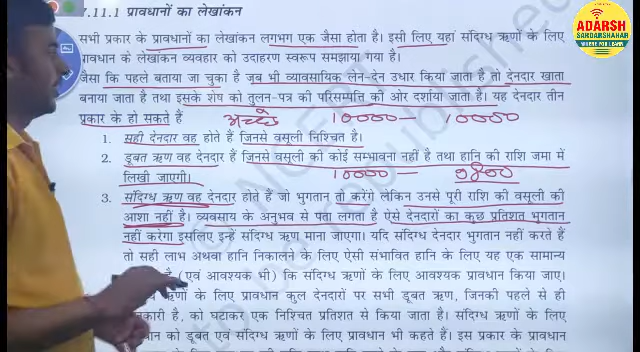 7.11.1 प्रावधानों का लेखांकन
सभी प्रकार के प्रावधानों का लेखांकन लगभग एक जैसा होता है। इसी लिए यहां संदिग्ध ऋणों के लिए
प्रावधान के लेखांकन व्यवहार को उदाहरण स्वरूप समझाया गया है।
जैसा कि पहले बताया जा चुका है जब भी व्यावसायिक लेन-देन उधार किया जाता है तो देनदार खाता
बनाया जाता है तथा इसके शेष को तुलन-पत्र की परिसम्पत्ति की ओर दर्शाया जाता है। यह देनदार तीन
प्रकार के हो सकते हैं
अच्छे 10000 - 10000
1. सही देनदार वह होते हैं जिनसे वसूली निश्चित है।
2. डूबत ऋण वह देनदार हैं जिनसे वसूली की कोई सम्भावना नहीं है तथा हानि की राशि जमा में
लिखी जाएगी।
10000 -
3. संदिग्ध ऋण वह देनदार होते हैं जो भुगतान तो करेंगे लेकिन उनसे पूरी राशि की वसूली की
आशा नहीं है। व्यवसाय के अनुभव से पता लगता है ऐसे देनदारों का कुछ प्रतिशत भुगतान
नहीं करेगा इसलिए इन्हें संदिग्ध ऋण माना जाएगा। यदि संदिग्ध देनदार भुगतान नहीं करते हैं
तो सही लाभ अथवा हानि निकालने के लिए ऐसी संभावित हानि के लिए यह एक सामान्य
है (एवं आवश्यक भी) कि संदिग्ध ऋणों के लिए आवश्यक प्रावधान किया जाए।
ऋणों के लिए प्रावधान कुल देनदारों पर सभी डूबत ऋण, जिनकी पहले से ही
है, को घटाकर एक निश्चित प्रतिशत से किया जाता है। संदिग्ध ऋणों के लिए
को डूबत एवं संदिग्ध ऋणों के लिए प्रावधान भी कहते हैं। इस प्रकार के प्रावधान
ADARSH
SARDARSHAHAR
WHERE FOR U